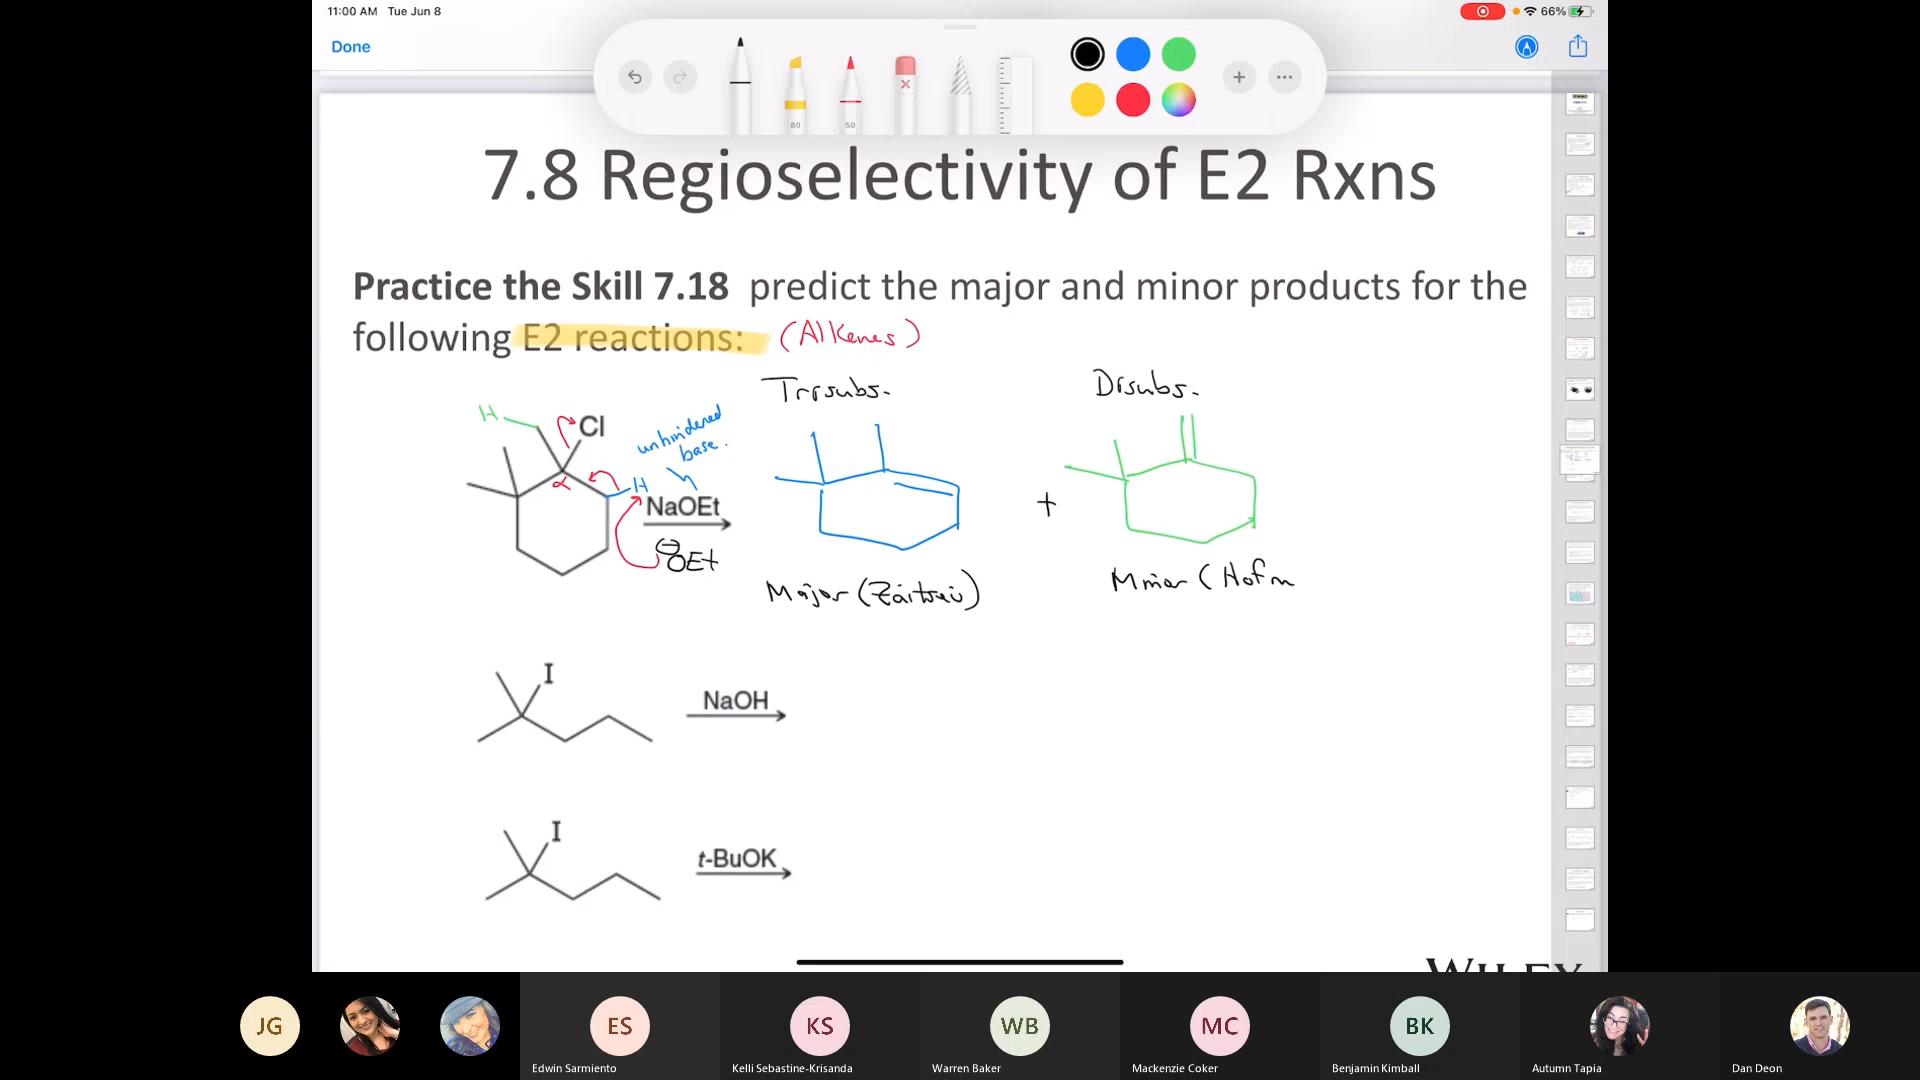 11:00 AM Tue Jun 8
66%
Done
80
50
7.8 Regioselectivity of E2 Rxns
Practice the Skill 7.18 predict the major and minor products for the
following E2 reactions: (Alkenes)
Trisubs.
Disubs.
H
Cl
unhindered
base.
α
H
NaOEt
+
⊖OEt
Major (Zaitsev)
Minor (Hofm
I
NaOH
I
t-BuOK
WILEY
JG
ES
KS
WB
MC
BK
Edwin Sarmiento
Kelli Sebastine-Krisanda
Warren Baker
Mackenzie Coker
Benjamin Kimball
Autumn Tapia
Dan Deon